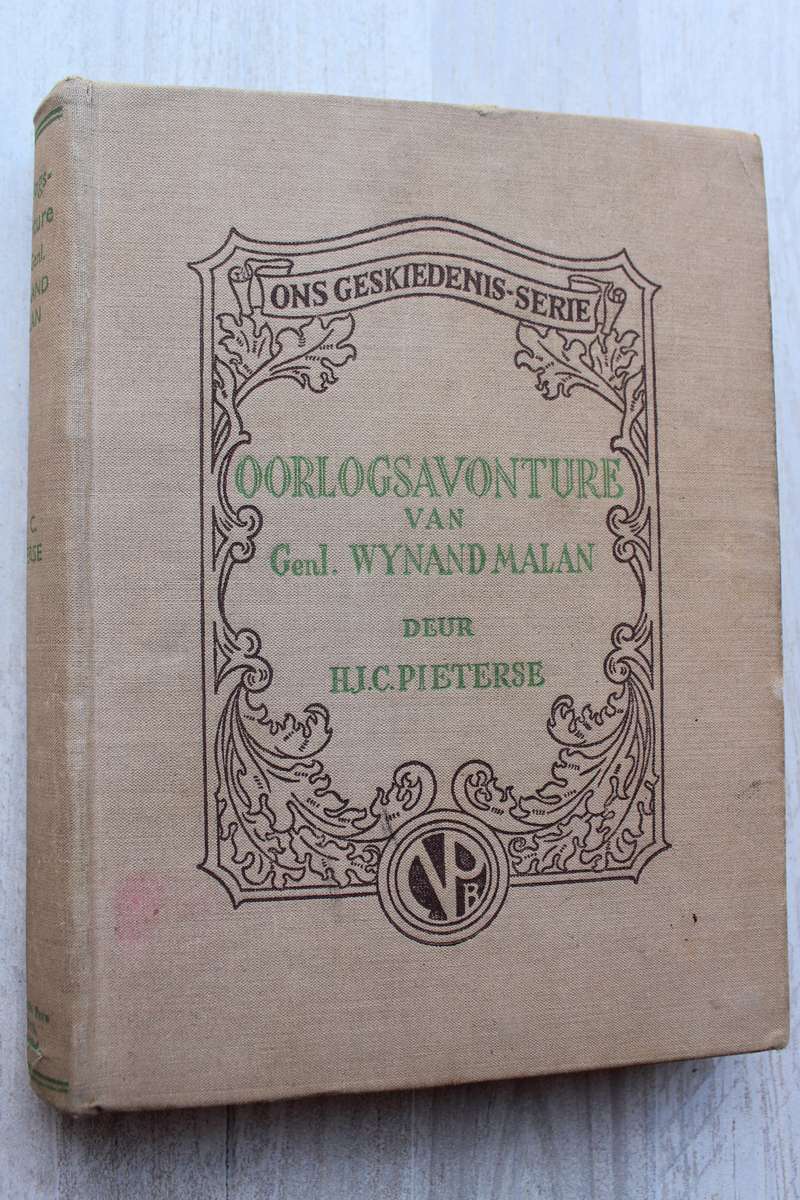 ONS GESKIEDENIS-SERIE
OORLOGSAVONTURE
VAN
Genl. WYNAND MALAN
DEUR
H.J.C. PIETERSE